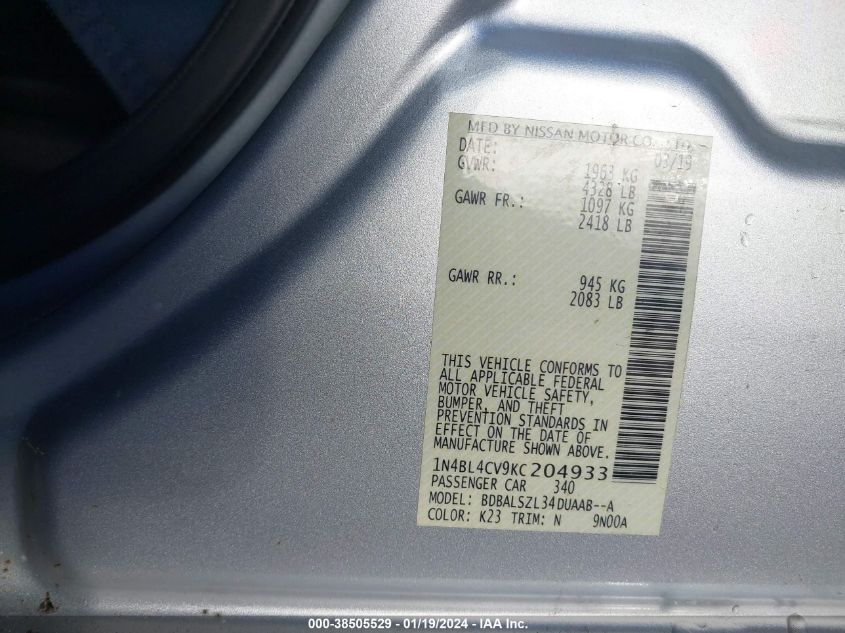 MFD BY NISSAN MOTOR CO., LTD.
DATE: 03/19
GVWR: 1963 KG
4328 LB
GAWR FR.: 1097 KG
2418 LB
GAWR RR.: 945 KG
2083 LB
THIS VEHICLE CONFORMS TO
ALL APPLICABLE FEDERAL
MOTOR VEHICLE SAFETY,
BUMPER, AND THEFT
PREVENTION STANDARDS IN
EFFECT ON THE DATE OF
MANUFACTURE SHOWN ABOVE.
1N4BL4CV9KC204933
PASSENGER CAR 340
MODEL: BDBALSZL34DUAAB--A
COLOR: K23 TRIM: N 9N00A
000-38505529 - 01/19/2024 - IAA Inc.